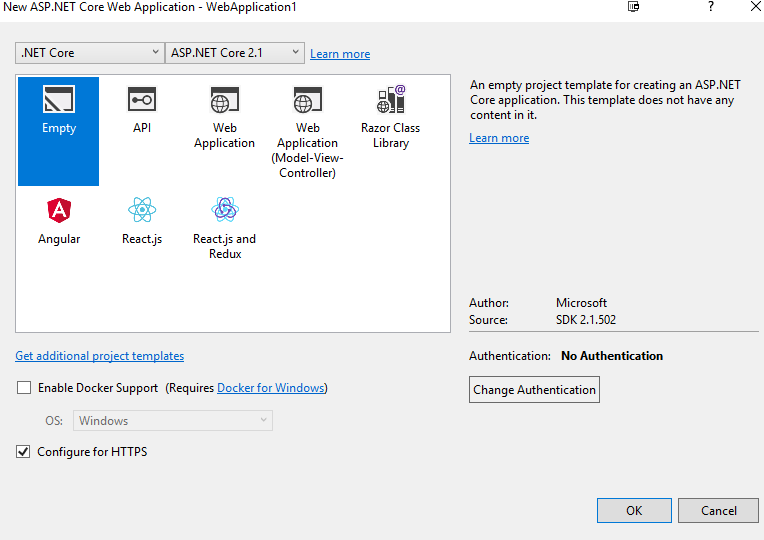 New ASP.NET Core Web Application - WebApplication1
?
.NET Core
ASP.NET Core 2.1
Learn more
Empty
API
Web
Application
Web
Application
(Model-View-
Controller)
Razor Class
Library
Angular
React.js
React.js and
Redux
An empty project template for creating an ASP.NET
Core application. This template does not have any
content in it.
Learn more
Author: Microsoft
Source: SDK 2.1.502
Get additional project templates
Authentication: No Authentication
Change Authentication
Enable Docker Support (Requires Docker for Windows)
OS: Windows
Configure for HTTPS
OK
Cancel